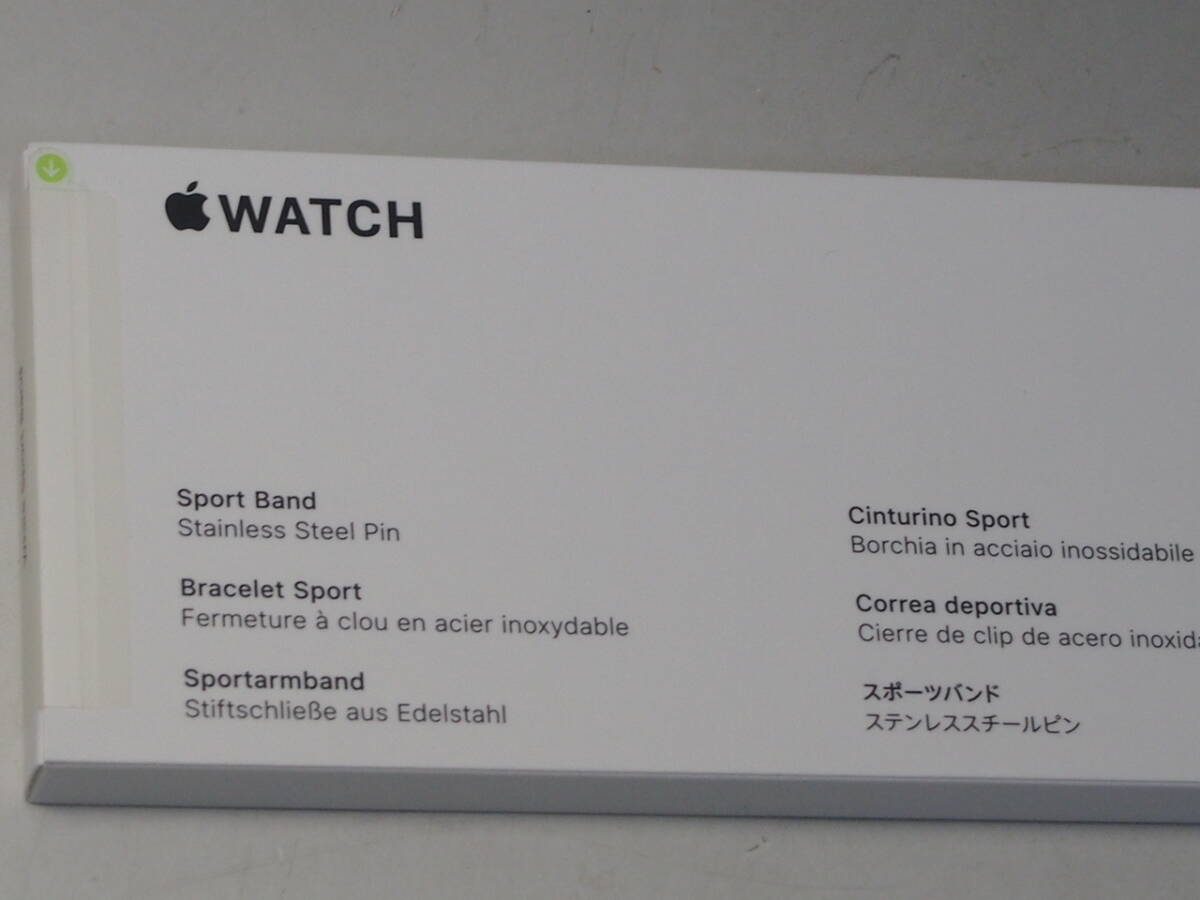 WATCH
Sport Band
Stainless Steel Pin
Bracelet Sport
Fermeture à clou en acier inoxydable
Sportarmband
Stiftschließe aus Edelstahl
Cinturino Sport
Borchia in acciaio inossidabile
Correa deportiva
Cierre de clip de acero
スポーツバンド
ステンレススチールピン